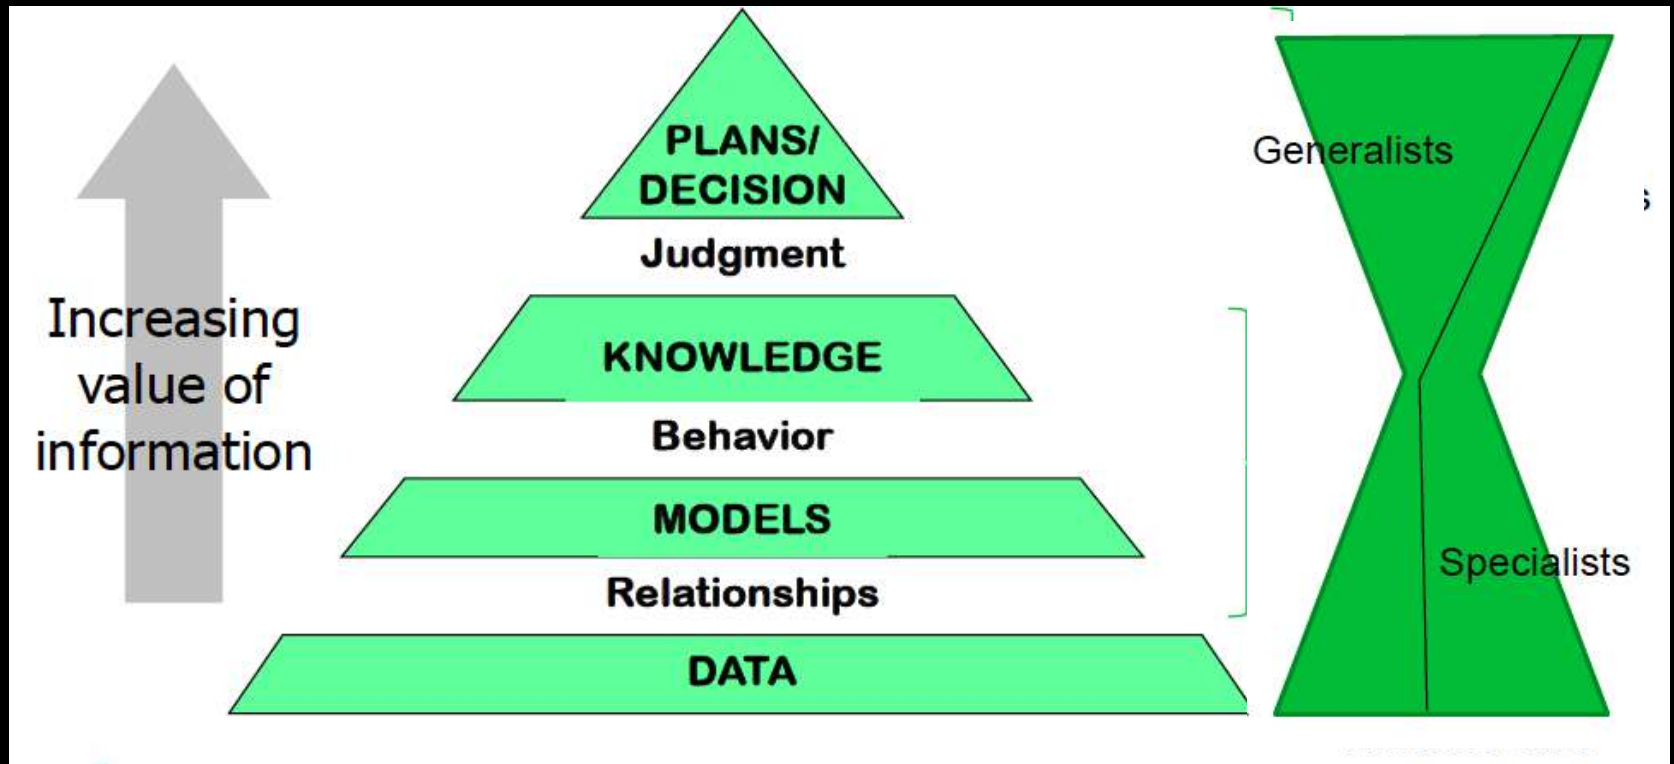 PLANS/
DECISION
Judgment
KNOWLEDGE
Behavior
MODELS
Relationships
DATA
Increasing
value of
information
Generalists
Specialists